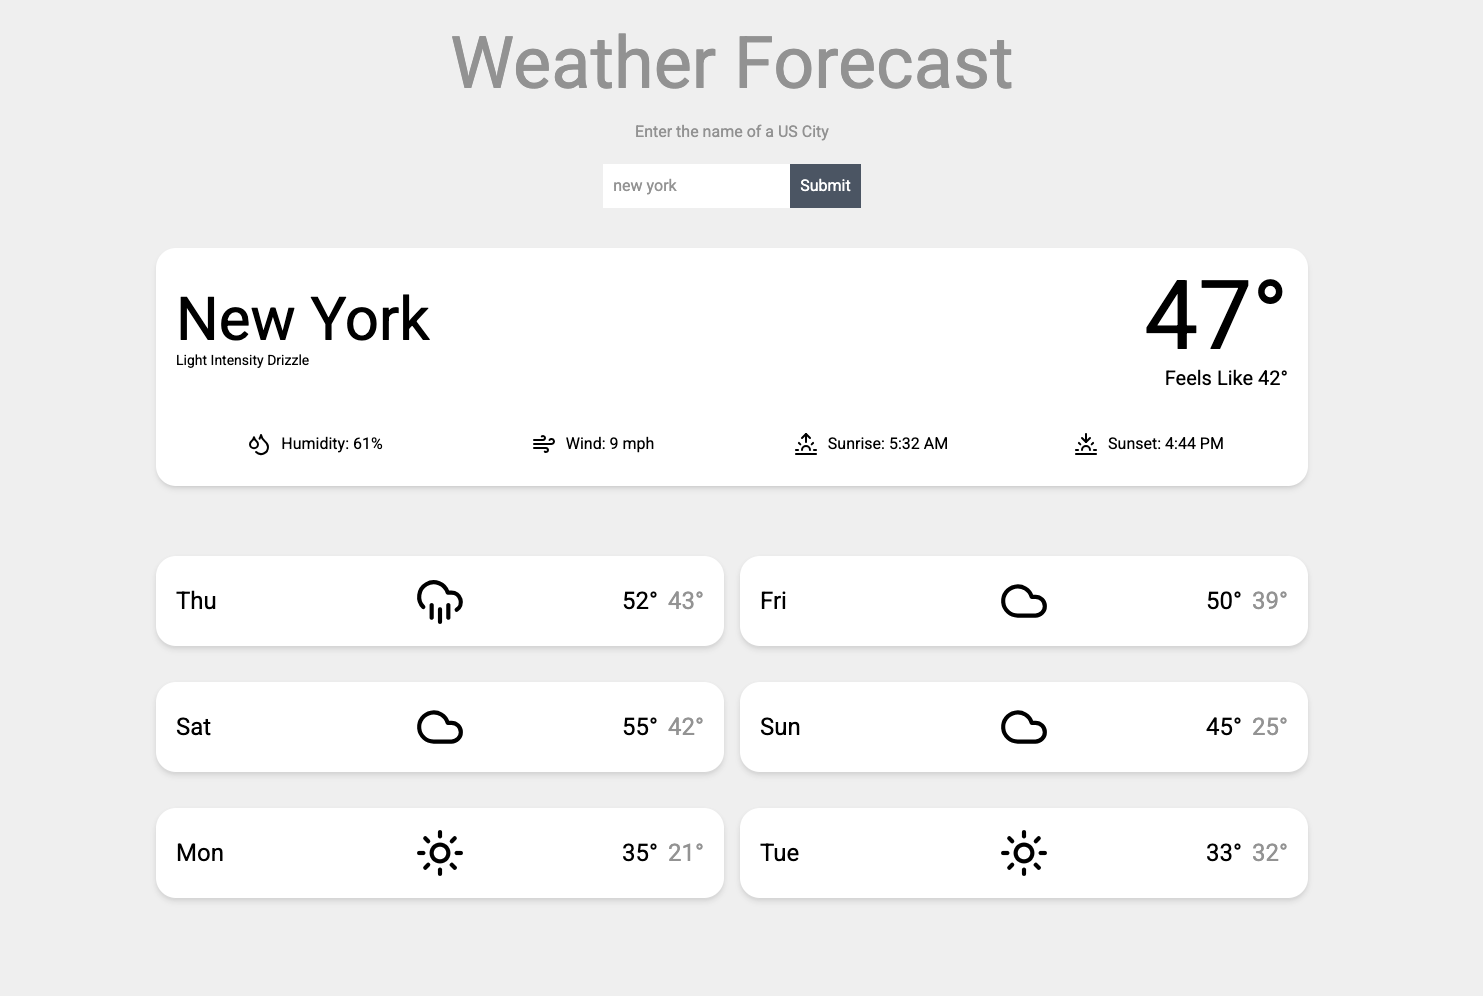 Weather Forecast
Enter the name of a US City
new york Submit
New York
47°
Light Intensity Drizzle
Feels Like 42°
Humidity: 61% Wind: 9 mph Sunrise: 5:32 AM Sunset: 4:44 PM
Thu 52° 43°
Fri 50° 39°
Sat 55° 42°
Sun 45° 25°
Mon 35° 21°
Tue 33° 32°